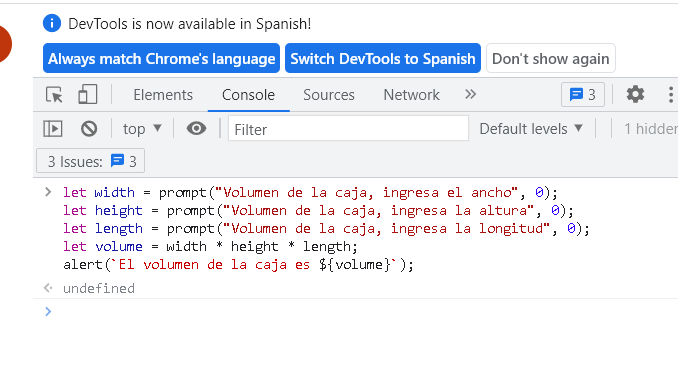 DevTools is now available in Spanish!
Always match Chrome's language Switch DevTools to Spanish Don't show again
Elements Console Sources Network » 3
top ▼ Filter Default levels ▼ 1 hidden
3 Issues: 3
> let width = prompt("Volumen de la caja, ingresa el ancho", 0);
let height = prompt("Volumen de la caja, ingresa la altura", 0);
let length = prompt("Volumen de la caja, ingresa la longitud", 0);
let volume = width * height * length;
alert(`El volumen de la caja es ${volume}`);
undefined
>